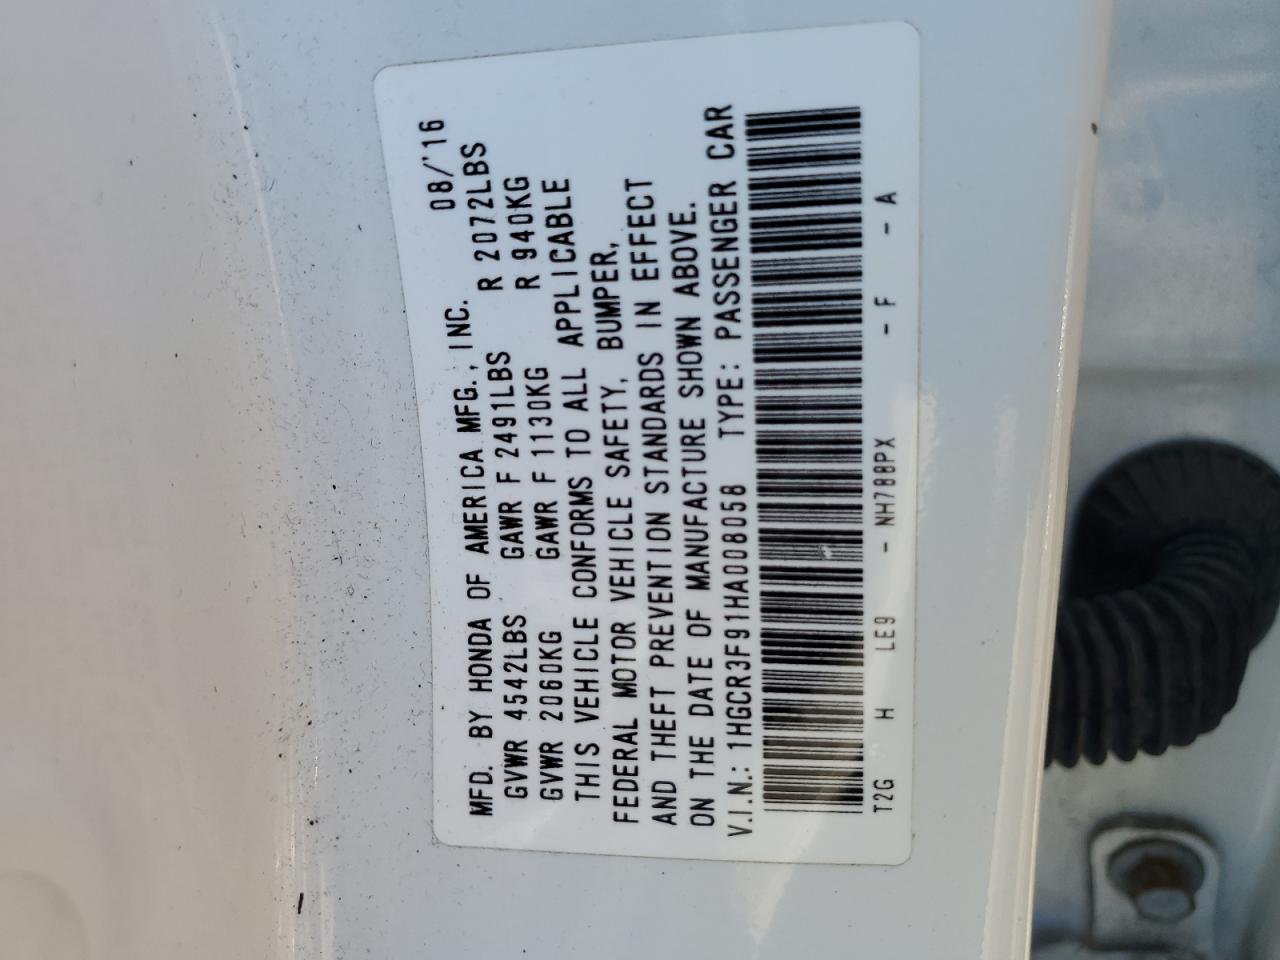 MFD. BY HONDA OF AMERICA MFG., INC. 08/'16
GVWR 4542LBS GAWR F 2491LBS R 2072LBS
GVWR 2060KG GAWR F 1130KG R 940KG
THIS VEHICLE CONFORMS TO ALL APPLICABLE
FEDERAL MOTOR VEHICLE SAFETY, BUMPER,
AND THEFT PREVENTION STANDARDS IN EFFECT
ON THE DATE OF MANUFACTURE SHOWN ABOVE.
V.I.N.: 1HGCR3F91HA008058 TYPE: PASSENGER CAR
T2G H LE9 - NH788PX - F - A